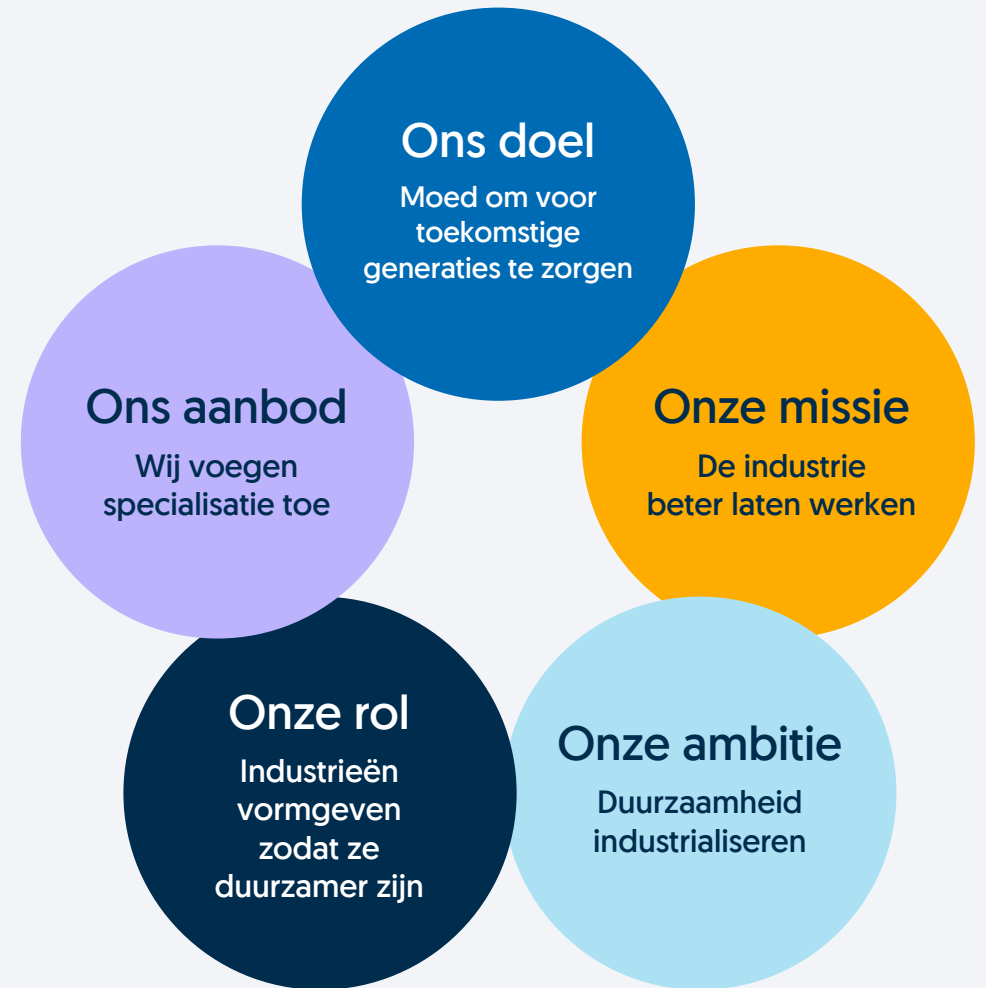 Ons doel
Moed om voor
toekomstige
generaties te zorgen
Ons aanbod
Wij voegen
specialisatie toe
Onze missie
De industrie
beter laten werken
Onze rol
Industrieën
vormgeven
zodat ze
duurzamer zijn
Onze ambitie
Duurzaamheid
industrialiseren